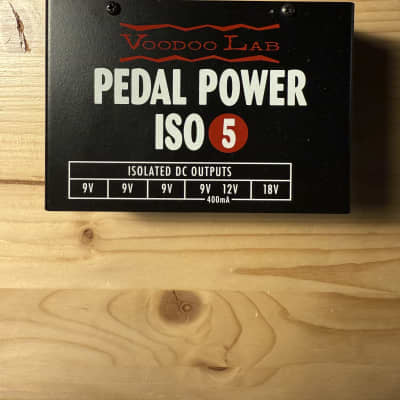 VOODOO LAB
PEDAL POWER
ISO 5
ISOLATED DC OUTPUTS
9V 9V 9V 9V 12V 18V
400mA